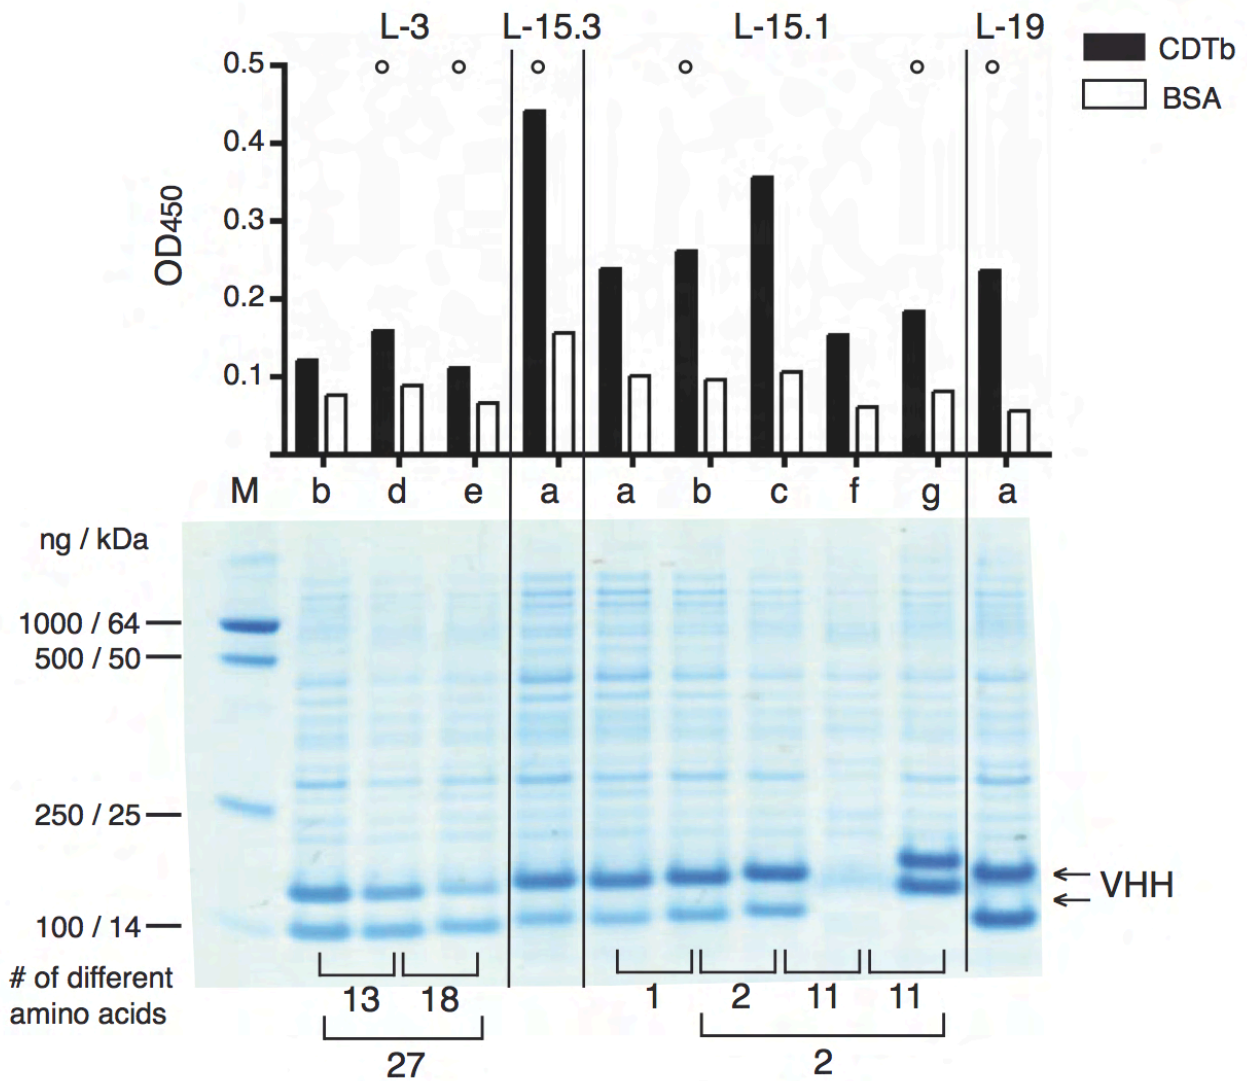 L-3 L-15.3 L-15.1 L-19
CDTb
BSA
OD450
0.5
0.4
0.3
0.2
0.1
M b d e a a b c f g a
ng / kDa
1000 / 64
500 / 50
250 / 25
100 / 14
VHH
# of different
amino acids
13 18 1 2 11 11
27 2